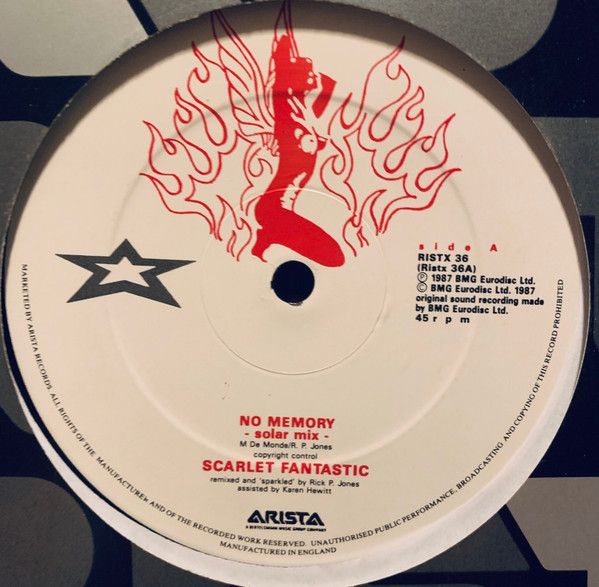 side A
RISTX 36
(Ristx 36A)
℗ 1987 BMG Eurodisc Ltd.
© BMG Eurodisc Ltd. 1987
original sound recording made
by BMG Eurodisc Ltd.
45 rpm
NO MEMORY
- solar mix -
M De Monde/R. P. Jones
copyright control
SCARLET FANTASTIC
remixed and 'sparkled' by Rick P. Jones
assisted by Karen Hewitt
ARISTA
A BERTELSMANN MUSIC GROUP COMPANY
MARKETED BY ARISTA RECORDS. ALL RIGHTS OF THE MANUFACTURER AND OF THE RECORDED WORK RESERVED. UNAUTHORISED PUBLIC PERFORMANCE, BROADCASTING AND COPYING OF THIS RECORD PROHIBITED
MANUFACTURED IN ENGLAND